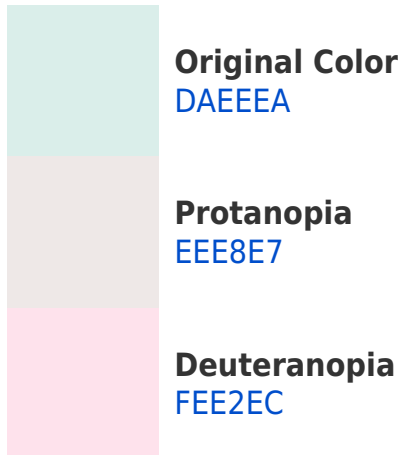 Original Color
DAEEEA
Protanopia
EEE8E7
Deuteranopia
FEE2EC